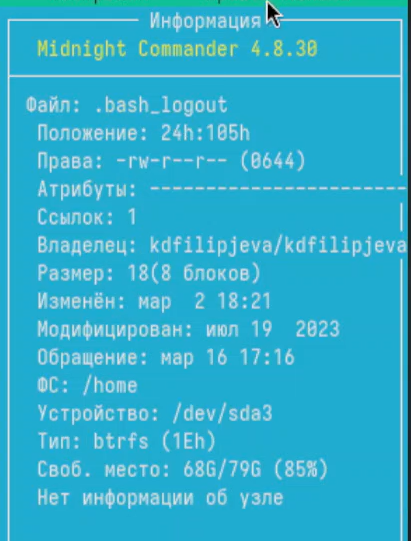 Информация
Midnight Commander 4.8.30
Файл: .bash_logout
Положение: 24h:105h
Права: -rw-r--r-- (0644)
Атрибуты: ----------------------
Ссылок: 1
Владелец: kdfilipjeva/kdfilipjeva
Размер: 18(8 блоков)
Изменён: мар  2 18:21
Модифицирован: июл 19  2023
Обращение: мар 16 17:16
ФС: /home
Устройство: /dev/sda3
Тип: btrfs (1Eh)
Своб. место: 68G/79G (85%)
Нет информации об узле